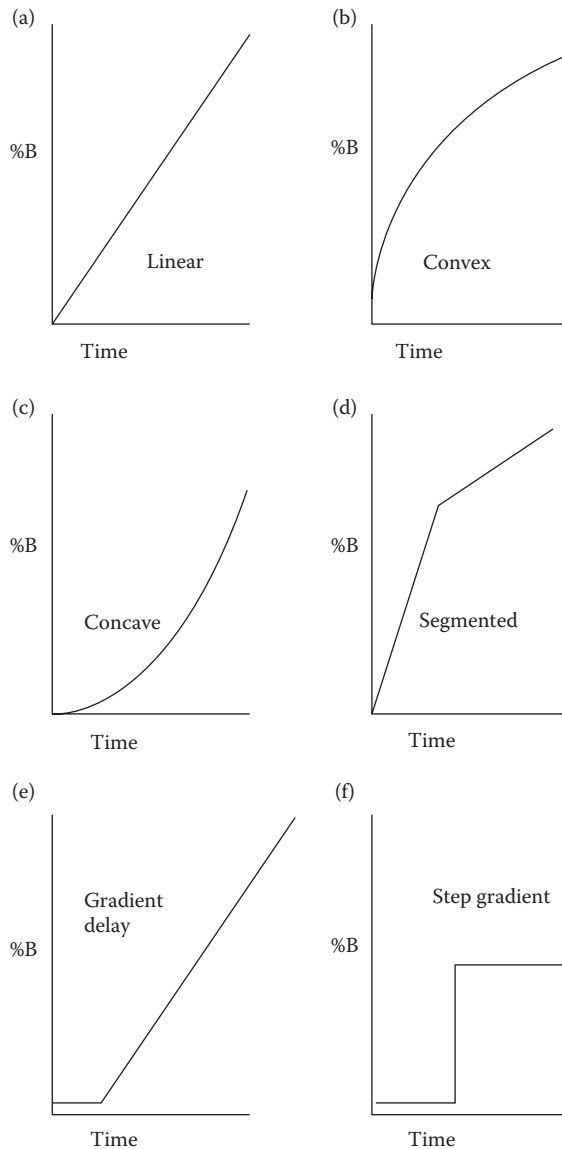 (a)
%B
Linear
Time
(b)
%B
Convex
Time
(c)
%B
Concave
Time
(d)
%B
Segmented
Time
(e)
Gradient
delay
%B
Time
(f)
Step gradient
%B
Time